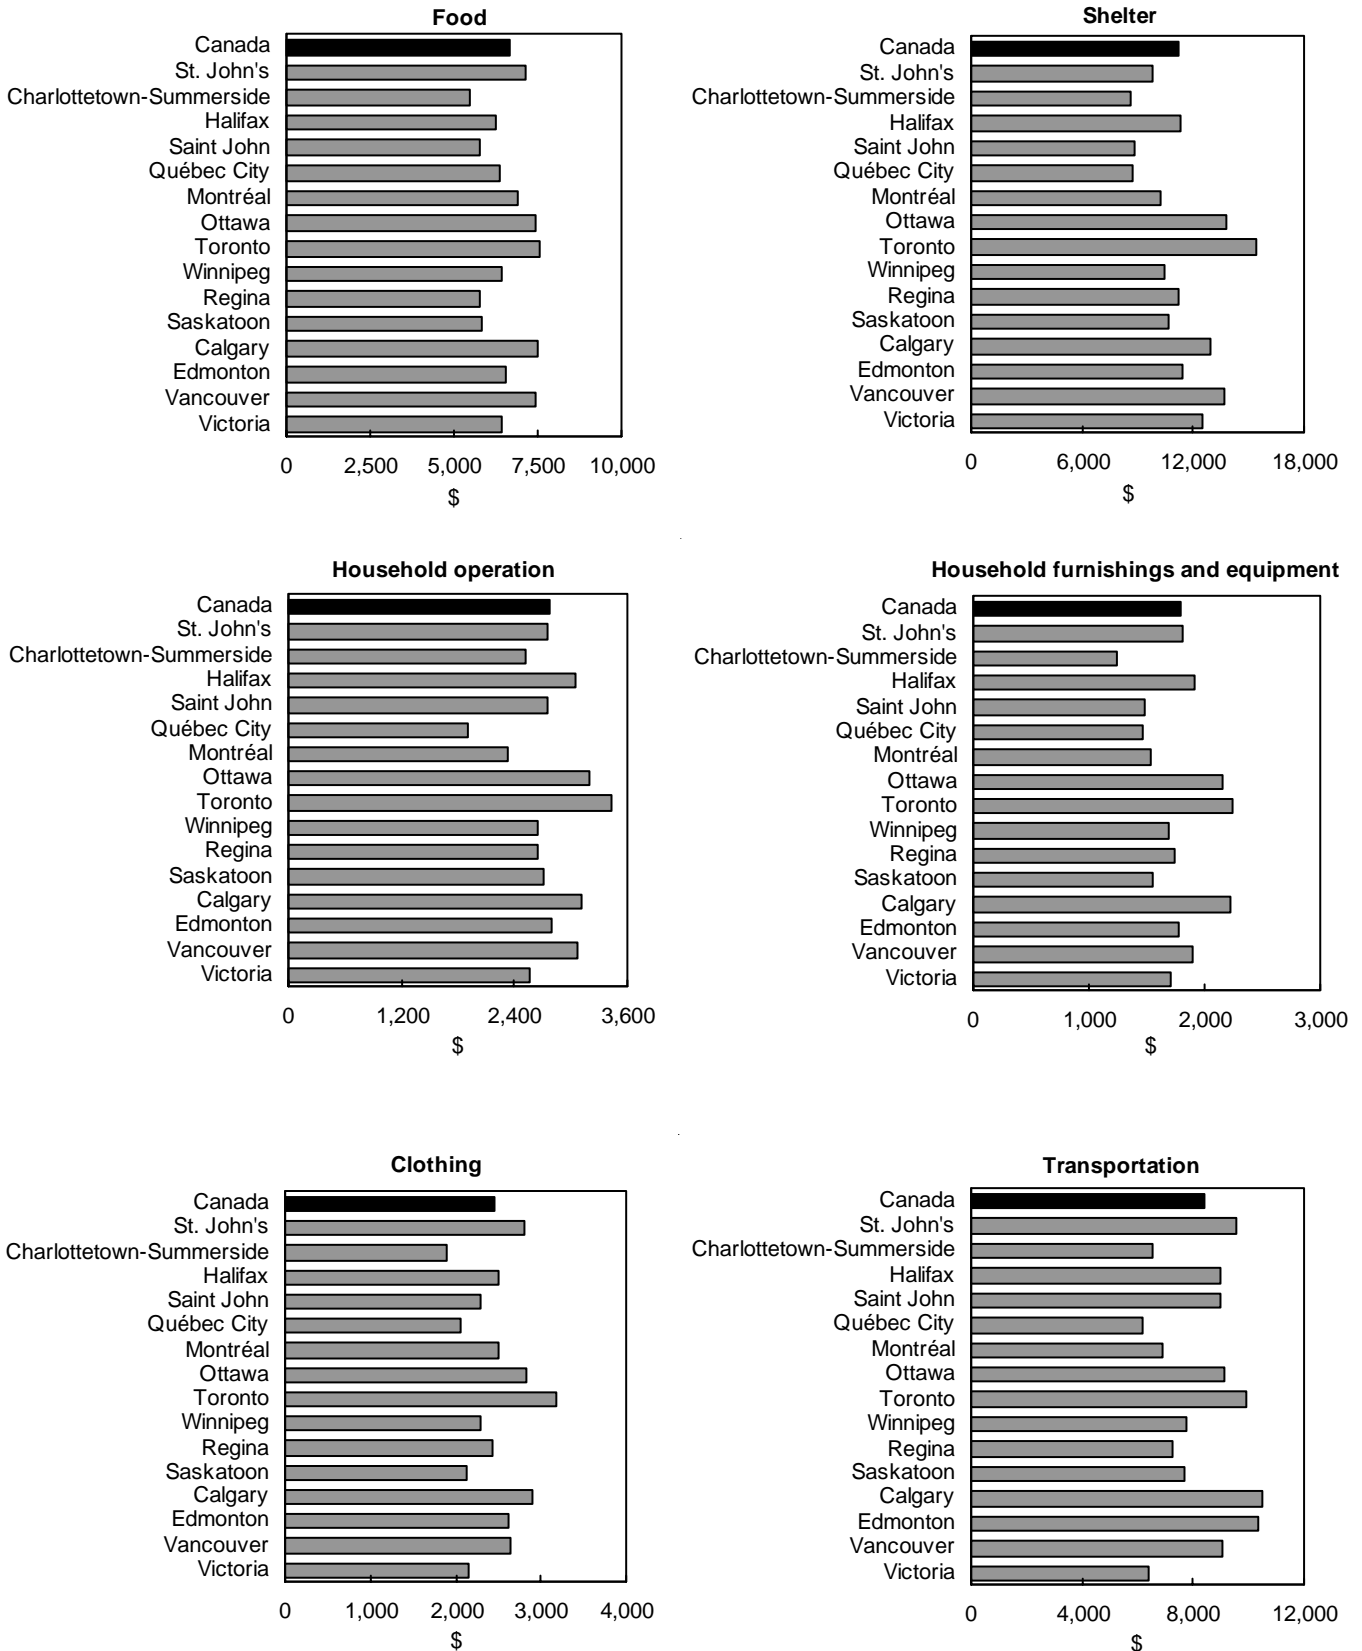 Food
Canada
St. John's
Charlottetown-Summerside
Halifax
Saint John
Québec City
Montréal
Ottawa
Toronto
Winnipeg
Regina
Saskatoon
Calgary
Edmonton
Vancouver
Victoria
0 2,500 5,000 7,500 10,000
$
Shelter
Canada
St. John's
Charlottetown-Summerside
Halifax
Saint John
Québec City
Montréal
Ottawa
Toronto
Winnipeg
Regina
Saskatoon
Calgary
Edmonton
Vancouver
Victoria
0 6,000 12,000 18,000
$
Household operation
Canada
St. John's
Charlottetown-Summerside
Halifax
Saint John
Québec City
Montréal
Ottawa
Toronto
Winnipeg
Regina
Saskatoon
Calgary
Edmonton
Vancouver
Victoria
0 1,200 2,400 3,600
$
Household furnishings and equipment
Canada
St. John's
Charlottetown-Summerside
Halifax
Saint John
Québec City
Montréal
Ottawa
Toronto
Winnipeg
Regina
Saskatoon
Calgary
Edmonton
Vancouver
Victoria
0 1,000 2,000 3,000
$
Clothing
Canada
St. John's
Charlottetown-Summerside
Halifax
Saint John
Québec City
Montréal
Ottawa
Toronto
Winnipeg
Regina
Saskatoon
Calgary
Edmonton
Vancouver
Victoria
0 1,000 2,000 3,000 4,000
$
Transportation
Canada
St. John's
Charlottetown-Summerside
Halifax
Saint John
Québec City
Montréal
Ottawa
Toronto
Winnipeg
Regina
Saskatoon
Calgary
Edmonton
Vancouver
Victoria
0 4,000 8,000 12,000
$